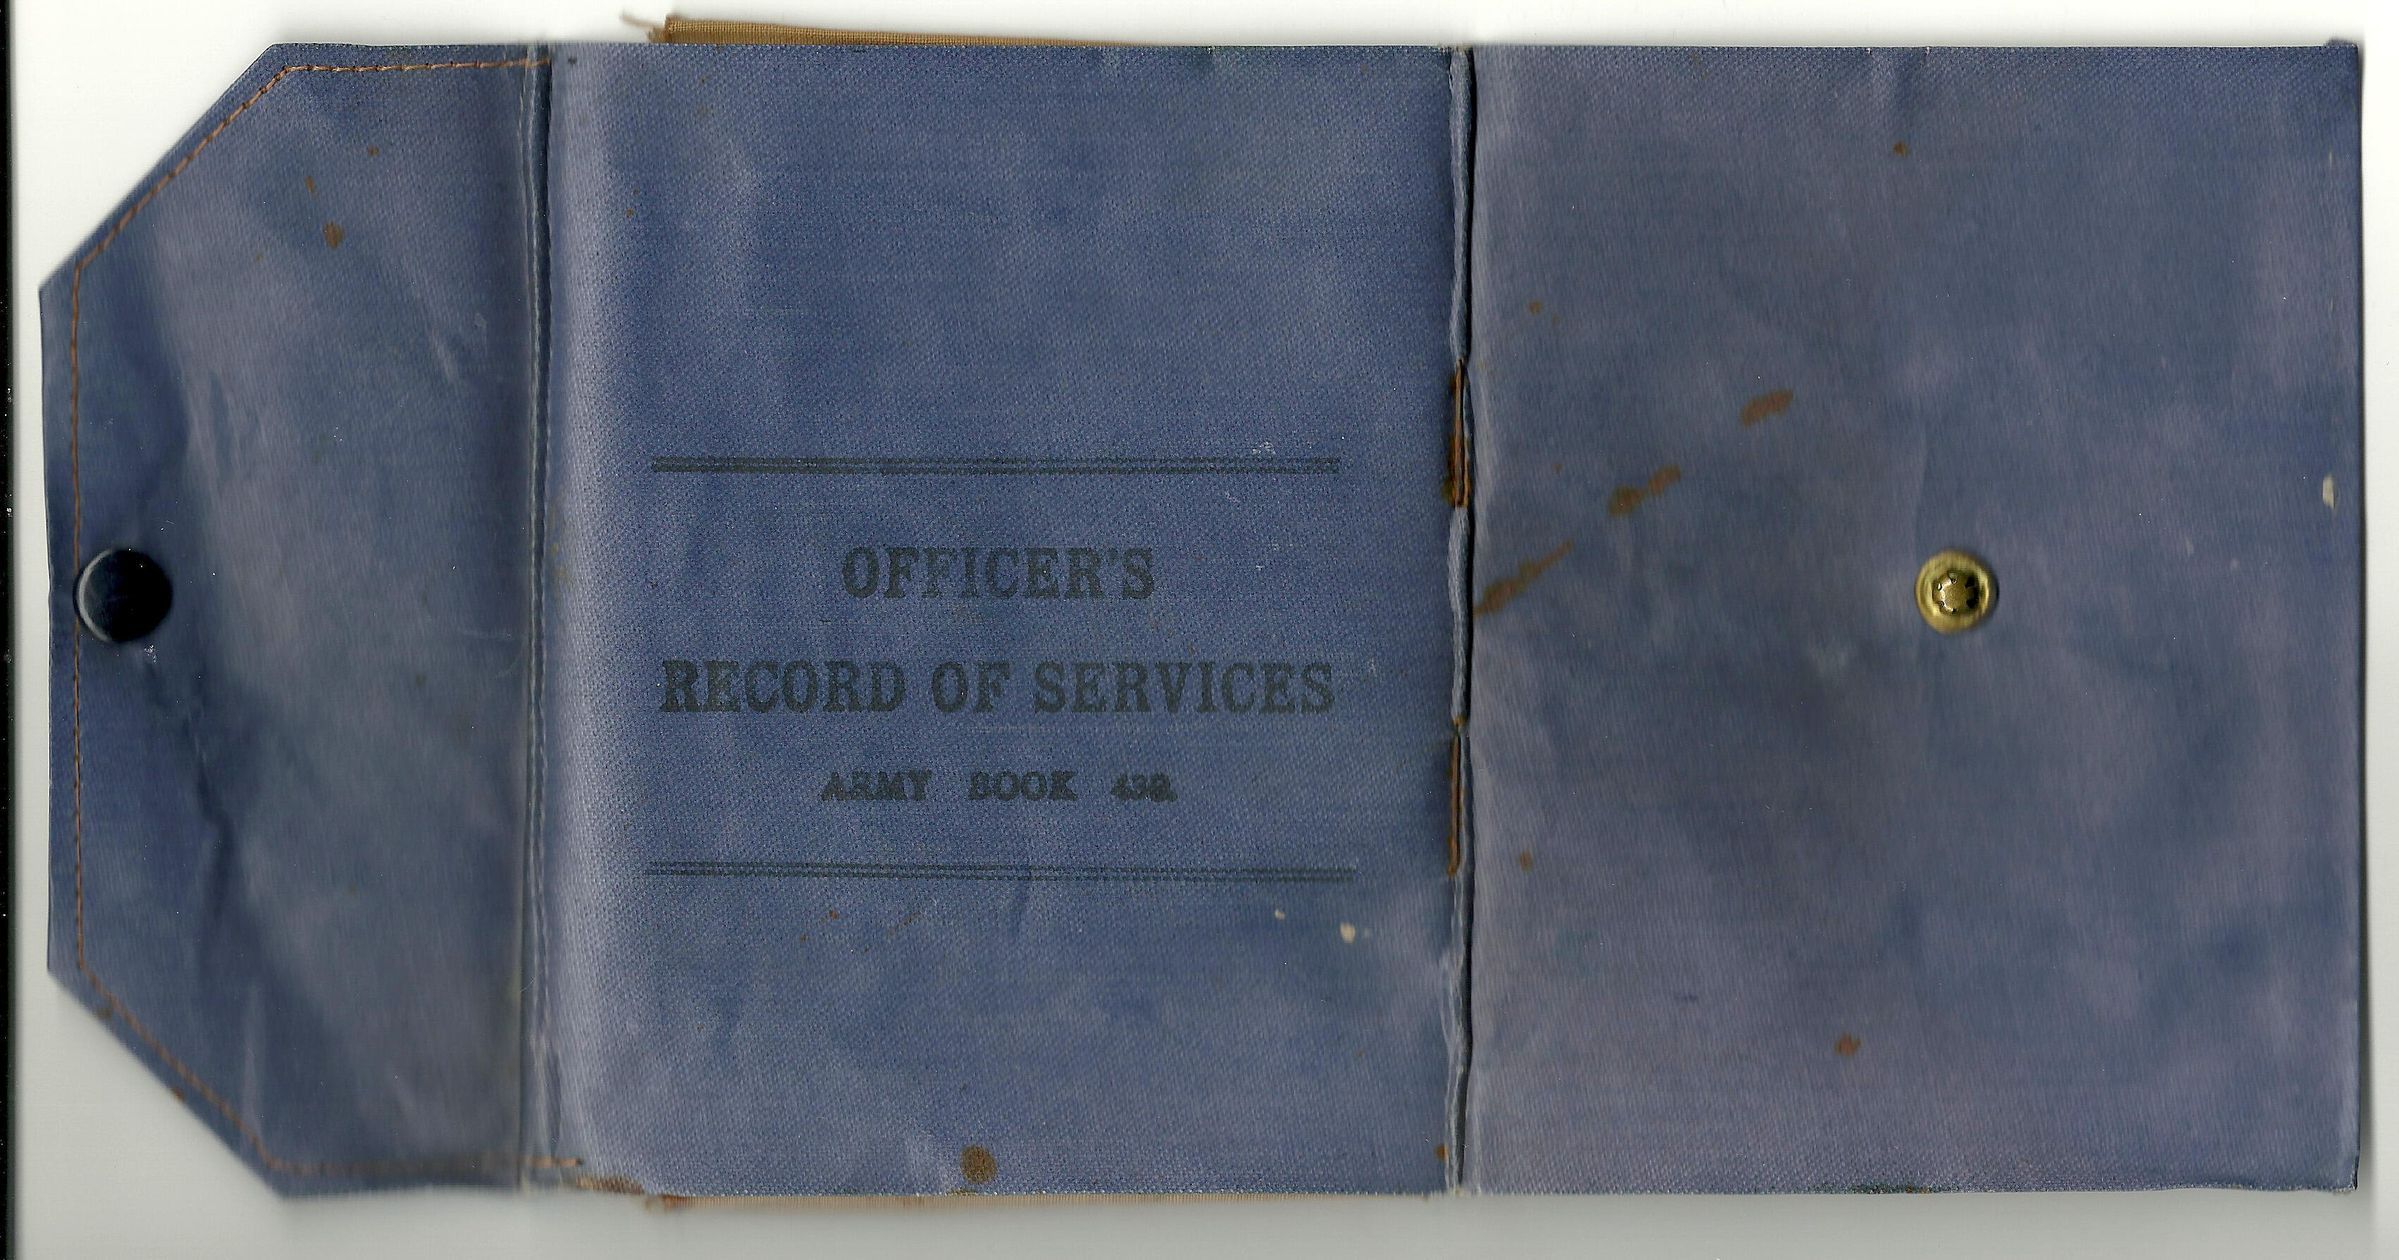 OFFICER'S
RECORD OF SERVICES
ARMY BOOK 439.